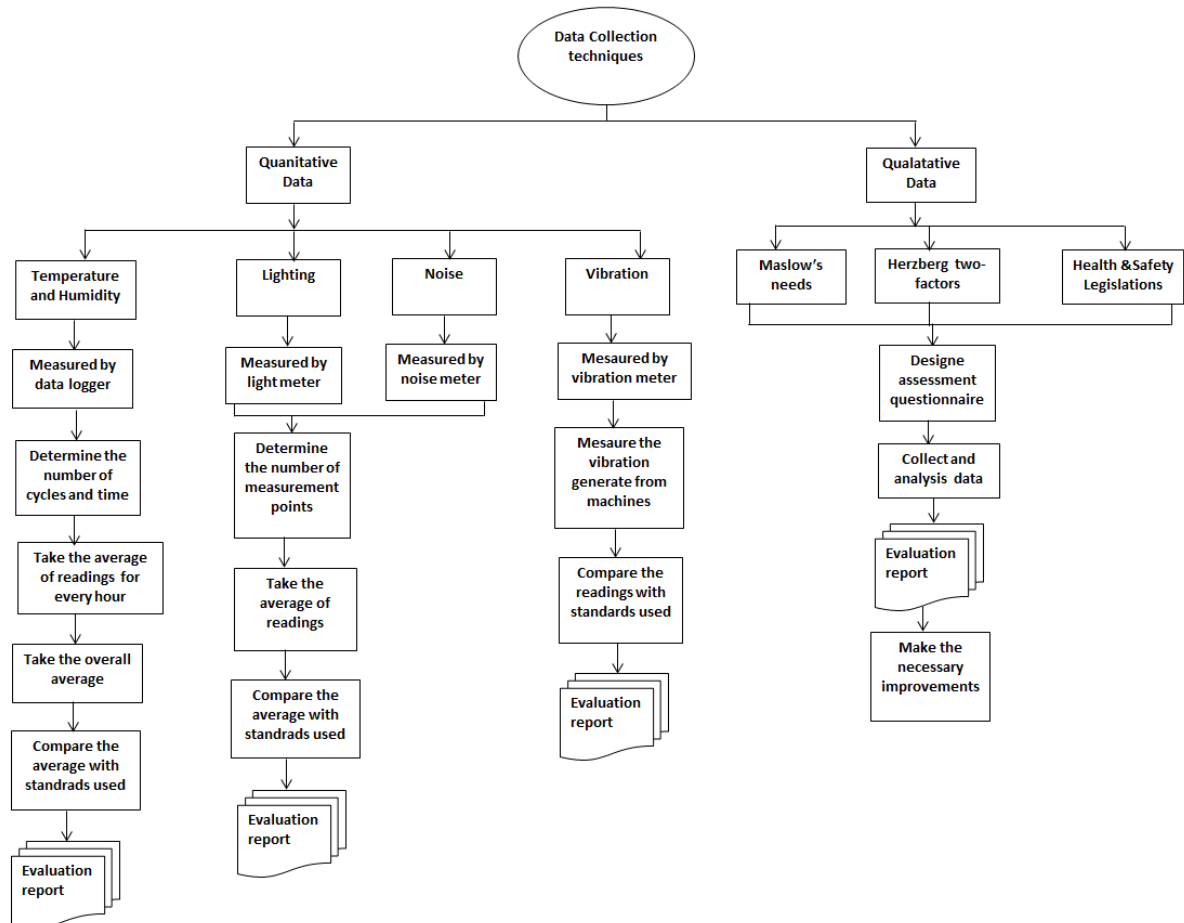 Data Collection
techniques
Quanitative
Data
Qualatative
Data
Temperature
and Humidity
Lighting
Noise
Vibration
Maslow's
needs
Herzberg two-
factors
Health &Safety
Legislations
Measured by
data logger
Measured by
light meter
Measured by
noise meter
Mesaured by
vibration meter
Designe
assessment
questionnaire
Determine the
number of
cycles and time
Determine
the number of
measurement
points
Mesaure the
vibration
generate from
machines
Collect and
analysis data
Take the average
of readings for
every hour
Take the
average of
readings
Compare the
readings with
standards used
Evaluation
report
Take the overall
average
Compare the
average with
standrads used
Evaluation
report
Make the
necessary
improvements
Compare the
average with
standrads used
Evaluation
report
Evaluation
report